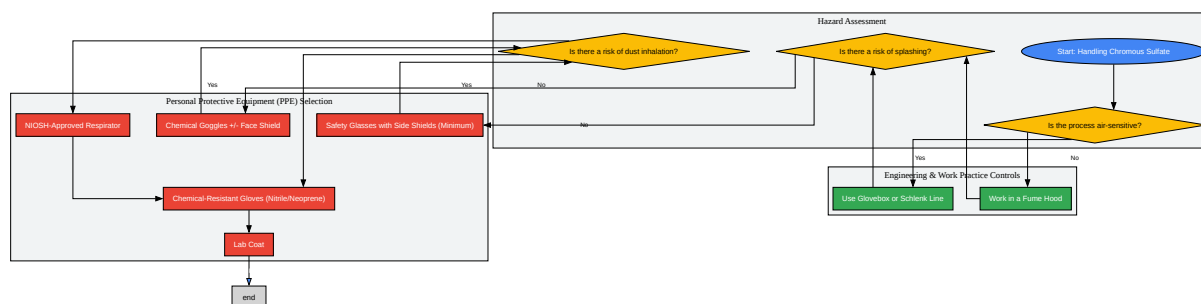 Hazard Assessment
Is there a risk of dust inhalation?
Is there a risk of splashing?
Start: Handling Chromous Sulfate
Yes
Yes
No
Personal Protective Equipment (PPE) Selection
NIOSH-Approved Respirator
Chemical Goggles +/- Face Shield
Safety Glasses with Side Shields (Minimum)
No
Is the process air-sensitive?
Yes
No
Engineering & Work Practice Controls
Chemical-Resistant Gloves (Nitrile/Neoprene)
Use Glovebox or Schlenk Line
Work in a Fume Hood
Lab Coat
end